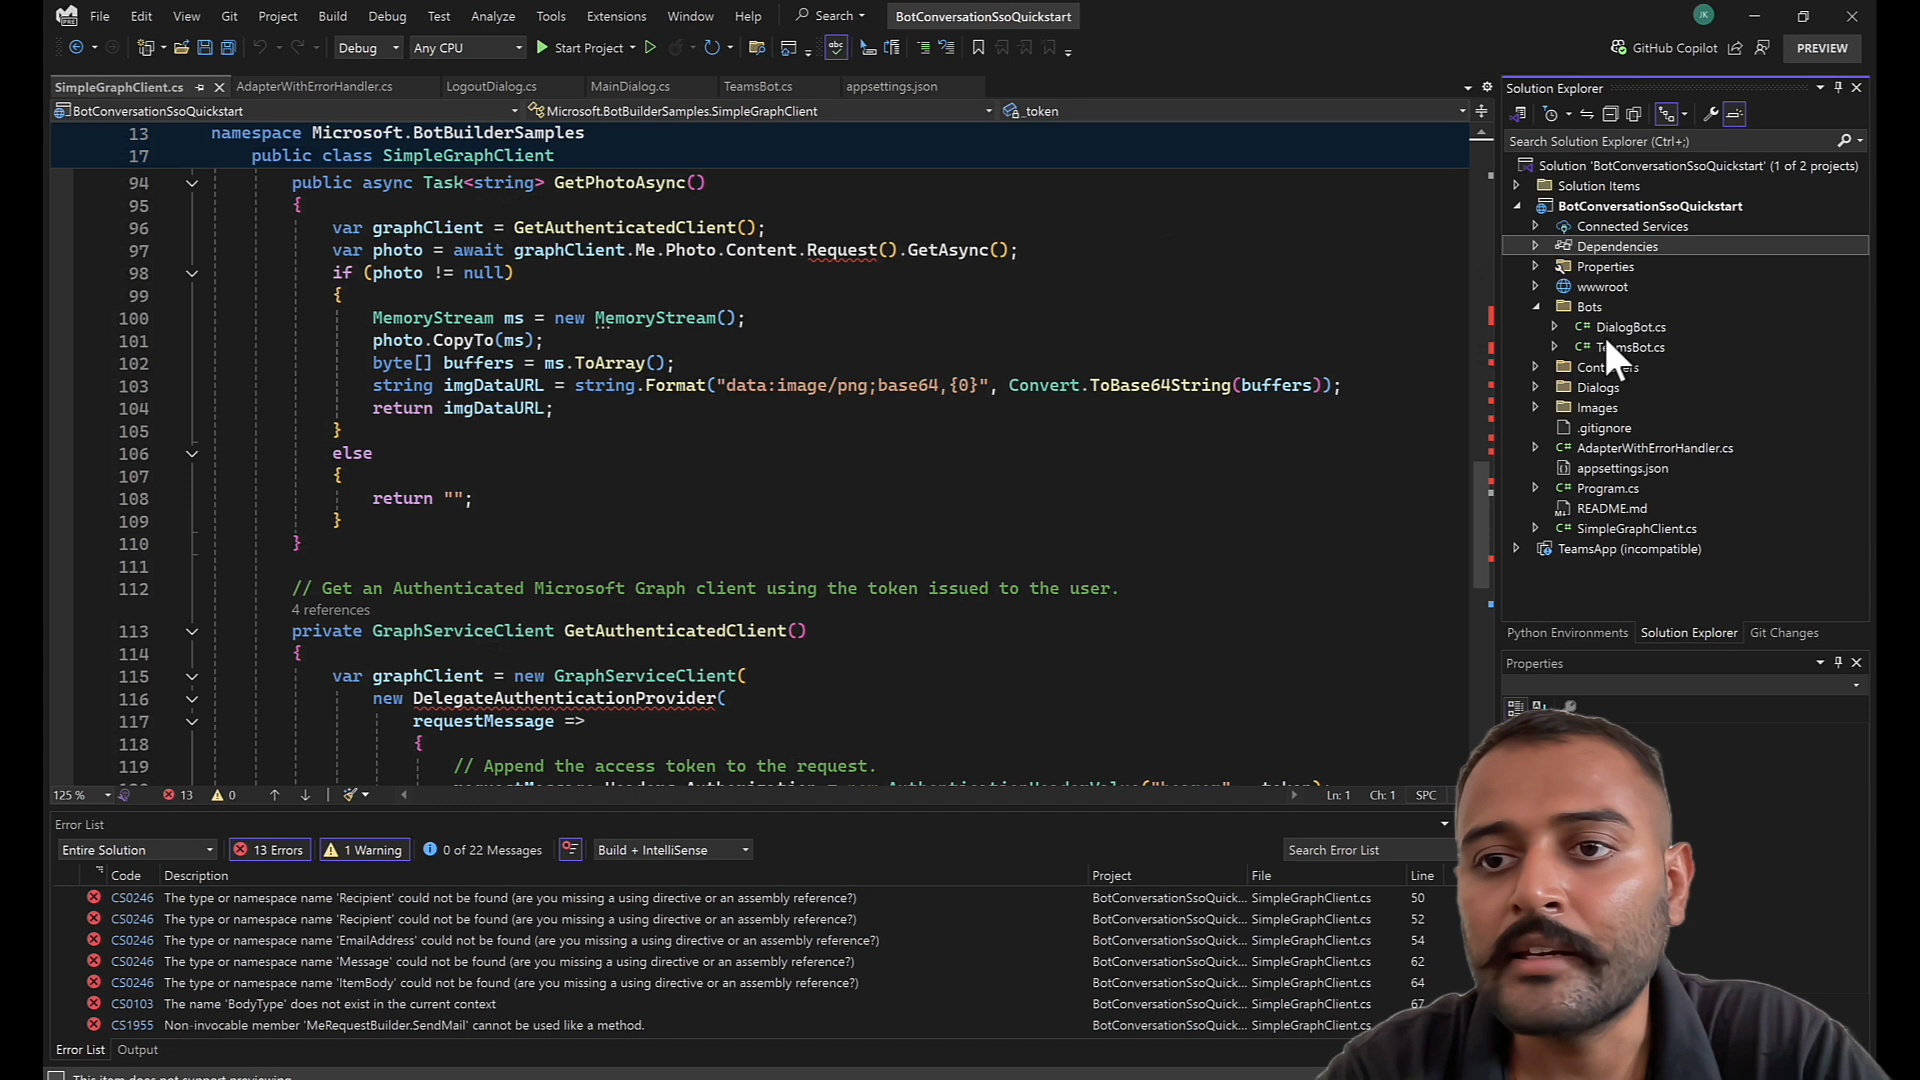 File Edit View Git Project Build Debug Test Analyze Tools Extensions Window Help Search BotConversationSsoQuickstart JK
Debug Any CPU Start Project GitHub Copilot PREVIEW
SimpleGraphClient.cs AdapterWithErrorHandler.cs LogoutDialog.cs MainDialog.cs TeamsBot.cs appsettings.json
BotConversationSsoQuickstart Microsoft.BotBuilderSamples.SimpleGraphClient _token
13 namespace Microsoft.BotBuilderSamples
17 public class SimpleGraphClient
94 public async Task<string> GetPhotoAsync()
95 {
96 var graphClient = GetAuthenticatedClient();
97 var photo = await graphClient.Me.Photo.Content.Request().GetAsync();
98 if (photo != null)
99 {
100 MemoryStream ms = new MemoryStream();
101 photo.CopyTo(ms);
102 byte[] buffers = ms.ToArray();
103 string imgDataURL = string.Format("data:image/png;base64,{0}", Convert.ToBase64String(buffers));
104 return imgDataURL;
105 }
106 else
107 {
108 return "";
109 }
110 }
111
112 // Get an Authenticated Microsoft Graph client using the token issued to the user.
4 references
113 private GraphServiceClient GetAuthenticatedClient()
114 {
115 var graphClient = new GraphServiceClient(
116 new DelegateAuthenticationProvider(
117 requestMessage =>
118 {
119 // Append the access token to the request.
125 % 13 0 Ln: 1 Ch: 1 SPC
Error List
Entire Solution 13 Errors 1 Warning 0 of 22 Messages Build + IntelliSense Search Error List
Code Description Project File Line
CS0246 The type or namespace name 'Recipient' could not be found (are you missing a using directive or an assembly reference?) BotConversationSsoQuick... SimpleGraphClient.cs 50
CS0246 The type or namespace name 'Recipient' could not be found (are you missing a using directive or an assembly reference?) BotConversationSsoQuick... SimpleGraphClient.cs 52
CS0246 The type or namespace name 'EmailAddress' could not be found (are you missing a using directive or an assembly reference?) BotConversationSsoQuick... SimpleGraphClient.cs 54
CS0246 The type or namespace name 'Message' could not be found (are you missing a using directive or an assembly reference?) BotConversationSsoQuick... SimpleGraphClient.cs 62
CS0246 The type or namespace name 'ItemBody' could not be found (are you missing a using directive or an assembly reference?) BotConversationSsoQuick... SimpleGraphClient.cs 64
CS0103 The name 'BodyType' does not exist in the current context BotConversationSsoQuick... SimpleGraphClient.cs 67
CS1955 Non-invocable member 'MeRequestBuilder.SendMail' cannot be used like a method. BotConversationSsoQuick... SimpleGraphClient.cs
Error List Output
This item does not support previewing
Solution Explorer
Search Solution Explorer (Ctrl+;)
Solution 'BotConversationSsoQuickstart' (1 of 2 projects)
Solution Items
BotConversationSsoQuickstart
Connected Services
Dependencies
Properties
wwwroot
Bots
C# DialogBot.cs
C# TeamsBot.cs
Dialogs
Images
.gitignore
C# AdapterWithErrorHandler.cs
appsettings.json
C# Program.cs
README.md
C# SimpleGraphClient.cs
TeamsApp (incompatible)
Python Environments Solution Explorer Git Changes
Properties